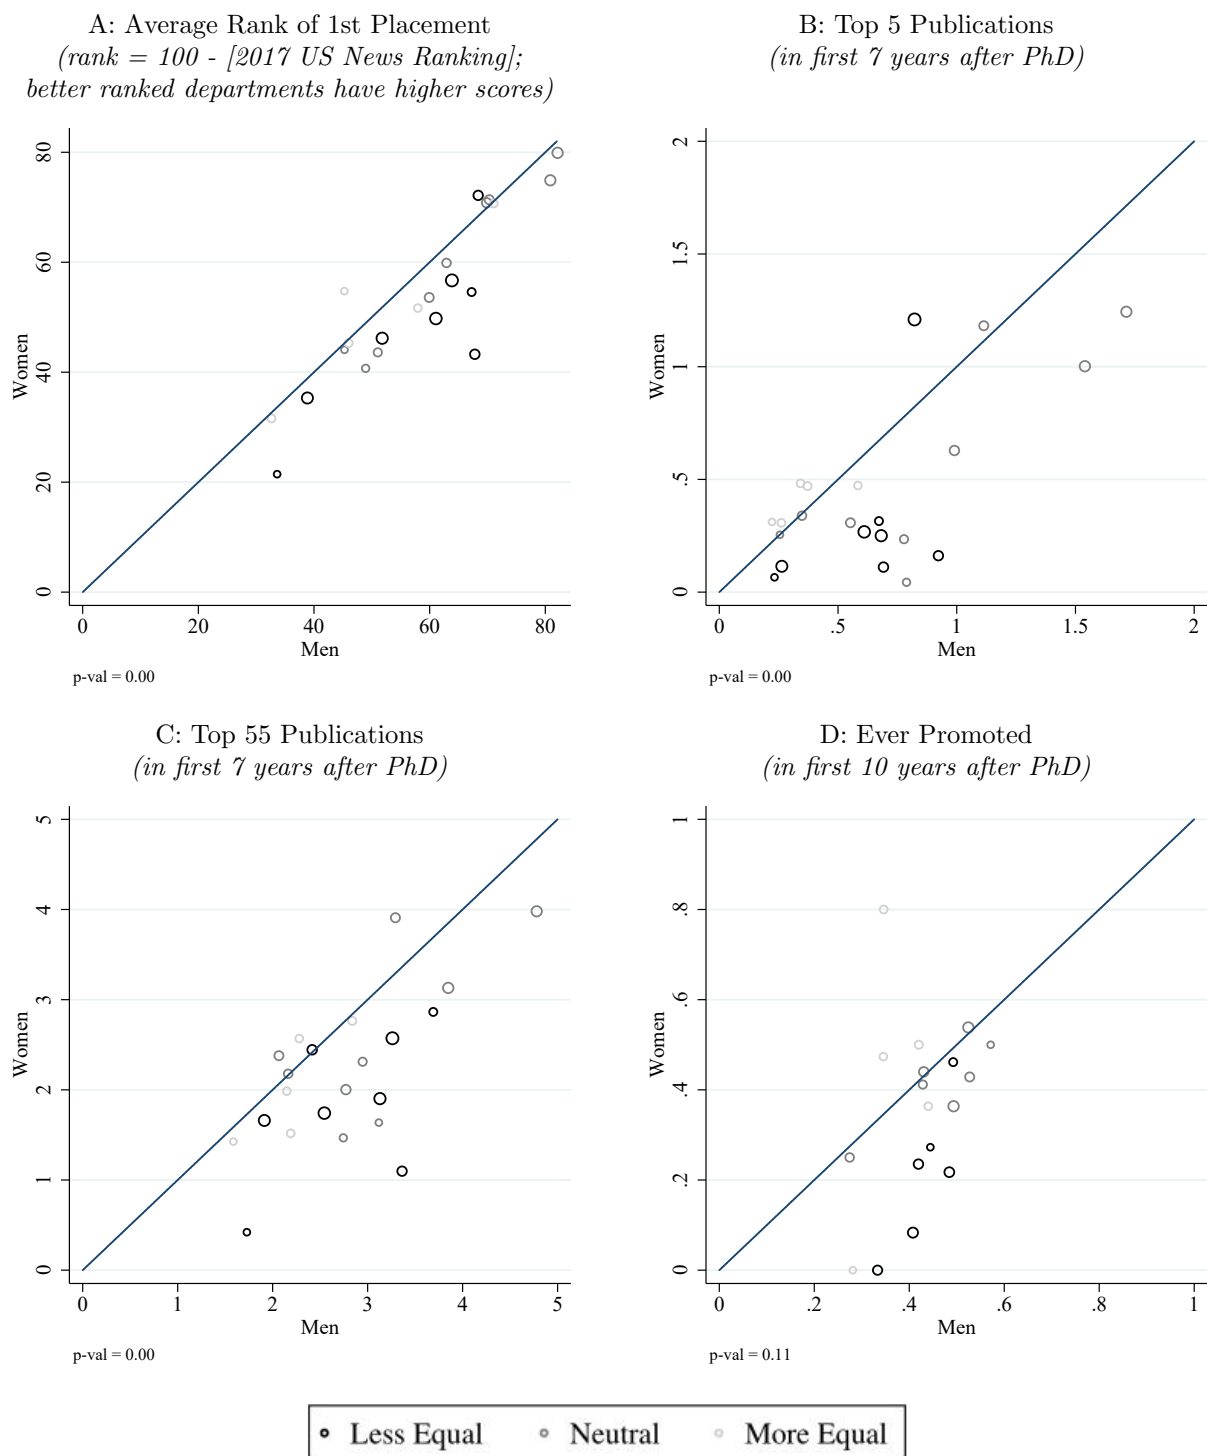 A: Average Rank of 1st Placement
(rank = 100 - [2017 US News Ranking];
better ranked departments have higher scores)
80
60
40
20
0
Women
0 20 40 60 80
Men
p-val = 0.00
B: Top 5 Publications
(in first 7 years after PhD)
2
1.5
1
.5
0
Women
0 .5 1 1.5 2
Men
p-val = 0.00
C: Top 55 Publications
(in first 7 years after PhD)
5
4
3
2
1
0
Women
0 1 2 3 4 5
Men
p-val = 0.00
D: Ever Promoted
(in first 10 years after PhD)
1
.8
.6
.4
.2
0
Women
0 .2 .4 .6 .8 1
Men
p-val = 0.11
Less Equal Neutral More Equal